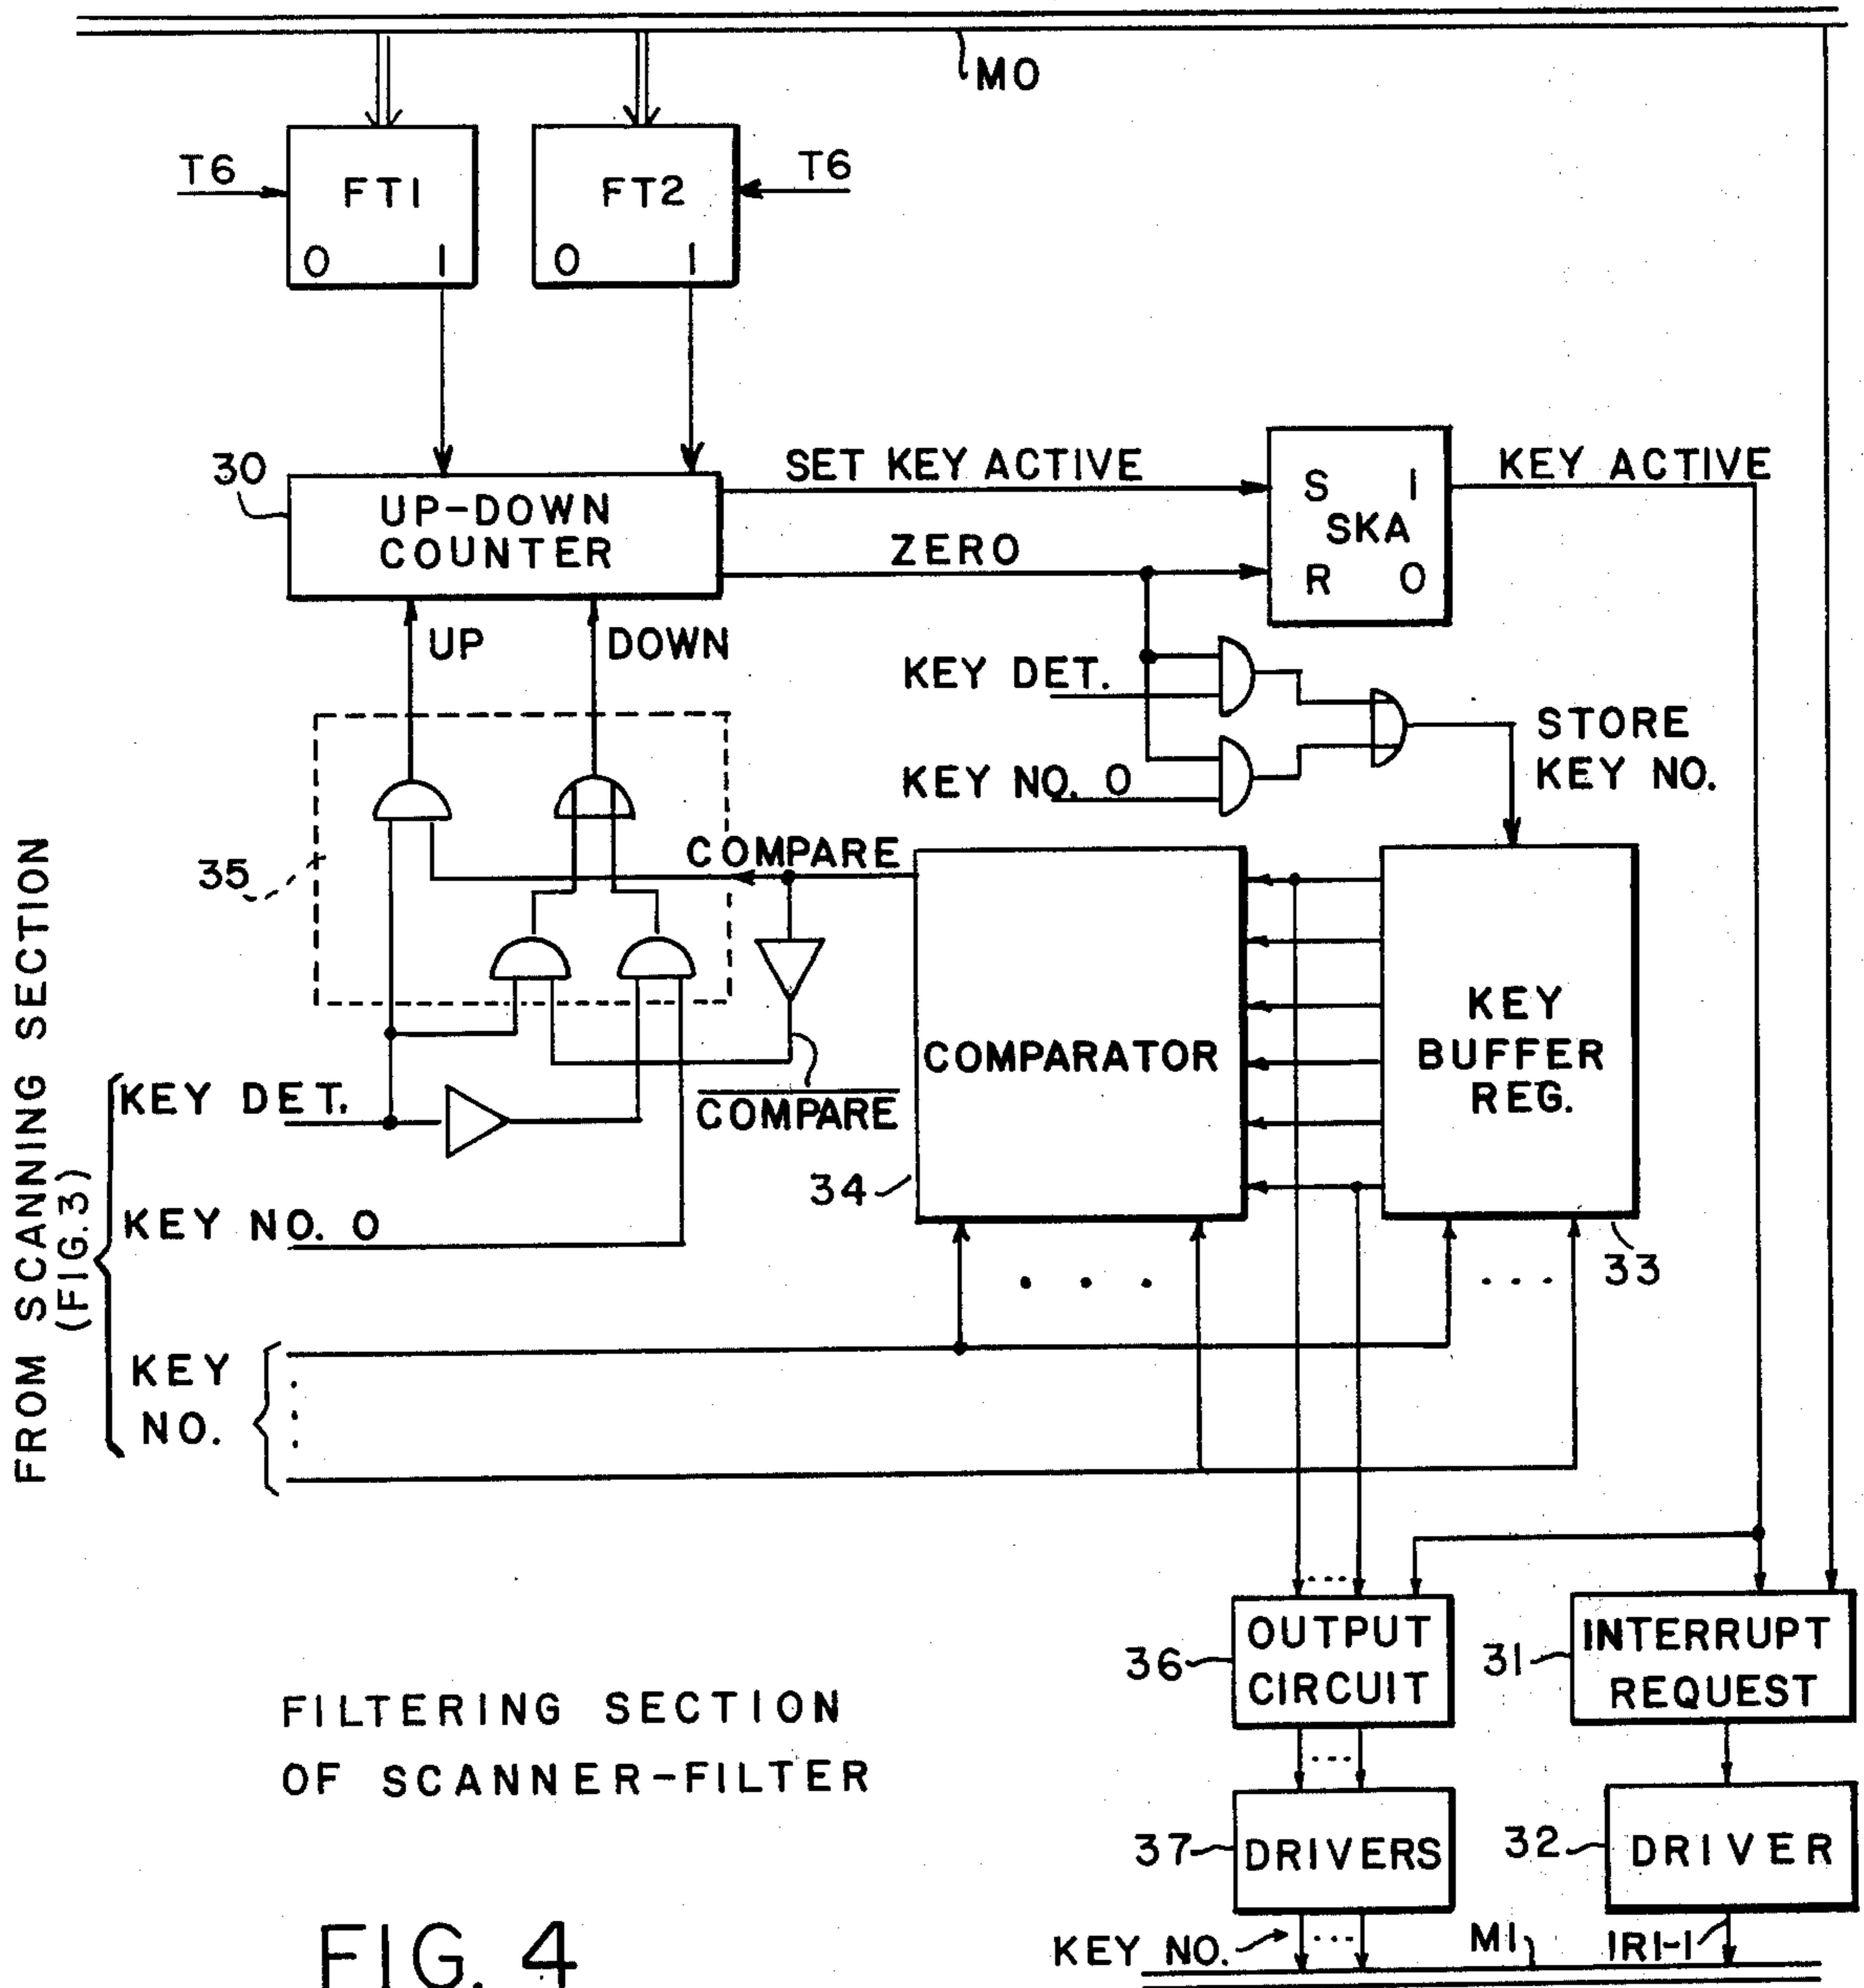 MO
T6
FT1
0 1
FT2
0 1
T6
30
UP-DOWN
COUNTER
SET KEY ACTIVE
ZERO
S 1
SKA
R 0
KEY ACTIVE
UP
DOWN
KEY DET.
KEY NO. 0
STORE
KEY NO.
35
COMPARE
COMPARATOR
34
KEY
BUFFER
REG.
33
COMPARE
FROM SCANNING SECTION
(FIG.3)
KEY DET.
KEY NO. 0
KEY
NO.
36
OUTPUT
CIRCUIT
31
INTERRUPT
REQUEST
37
DRIVERS
32
DRIVER
KEY NO.
MI
IRI-1
FILTERING SECTION
OF SCANNER-FILTER
FIG. 4